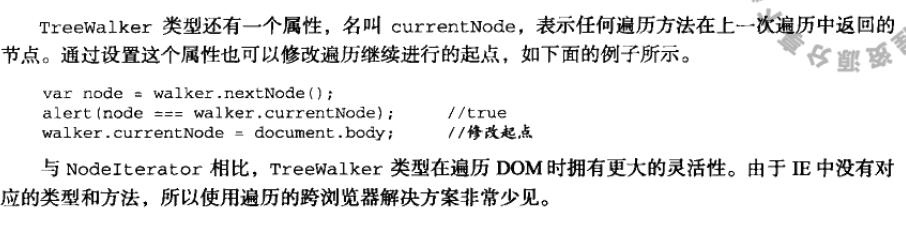 TreeWalker 类型还有一个属性，名叫 currentNode，表示任何遍历方法在上一次遍历中返回的
节点。通过设置这个属性也可以修改遍历继续进行的起点，如下面的例子所示。
var node = walker.nextNode();
alert(node === walker.currentNode); //true
walker.currentNode = document.body; //修改起点
与 NodeIterator 相比，TreeWalker 类型在遍历 DOM 时拥有更大的灵活性。由于 IE 中没有对
应的类型和方法，所以使用遍历的跨浏览器解决方案非常少见。